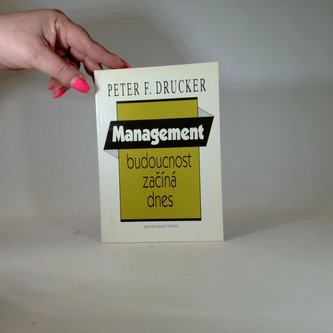 PETER F. DRUCKER
Management
budoucnost
začíná
dnes
MANAGEMENT PRESS